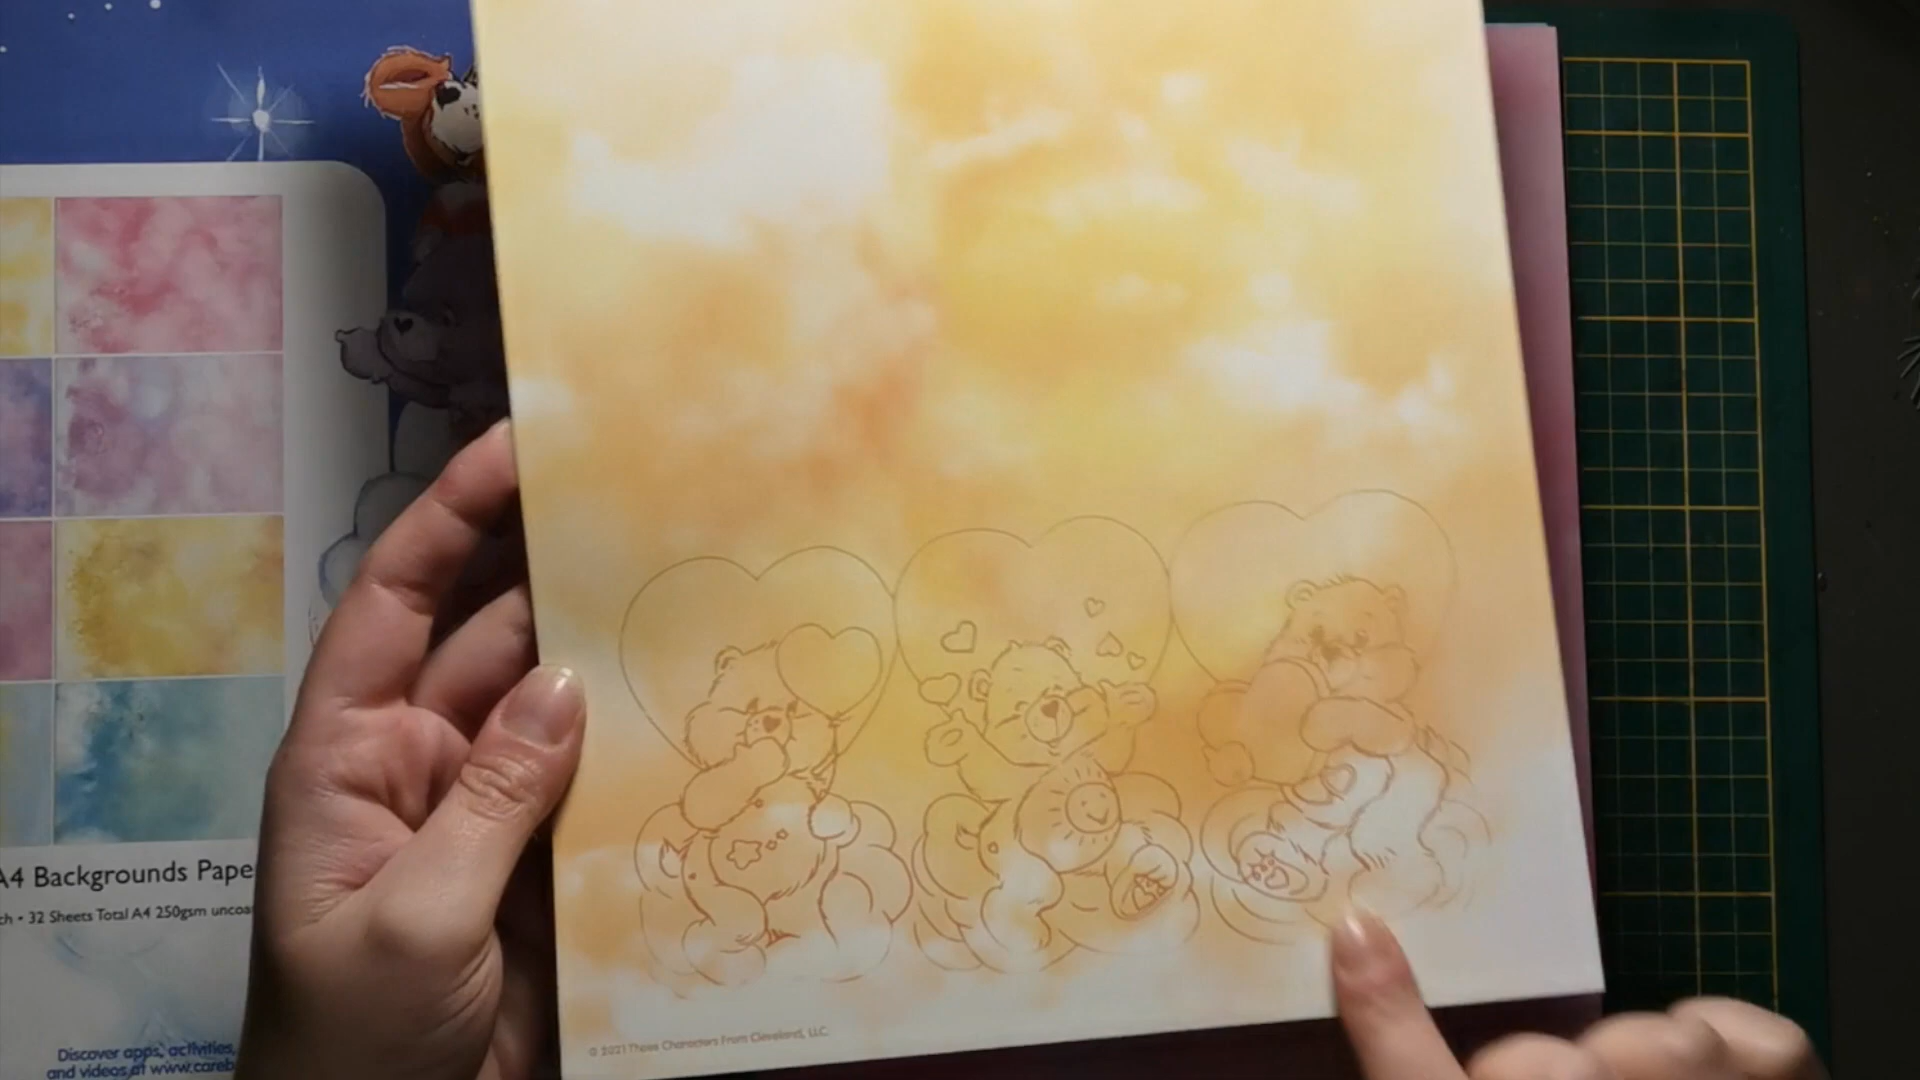 A4 Backgrounds Pape
ch • 32 Sheets Total A4 250gsm uncoa
Discover apps, activities,
and videos at www.careb
© 2021 Those Characters From Cleveland, LLC.